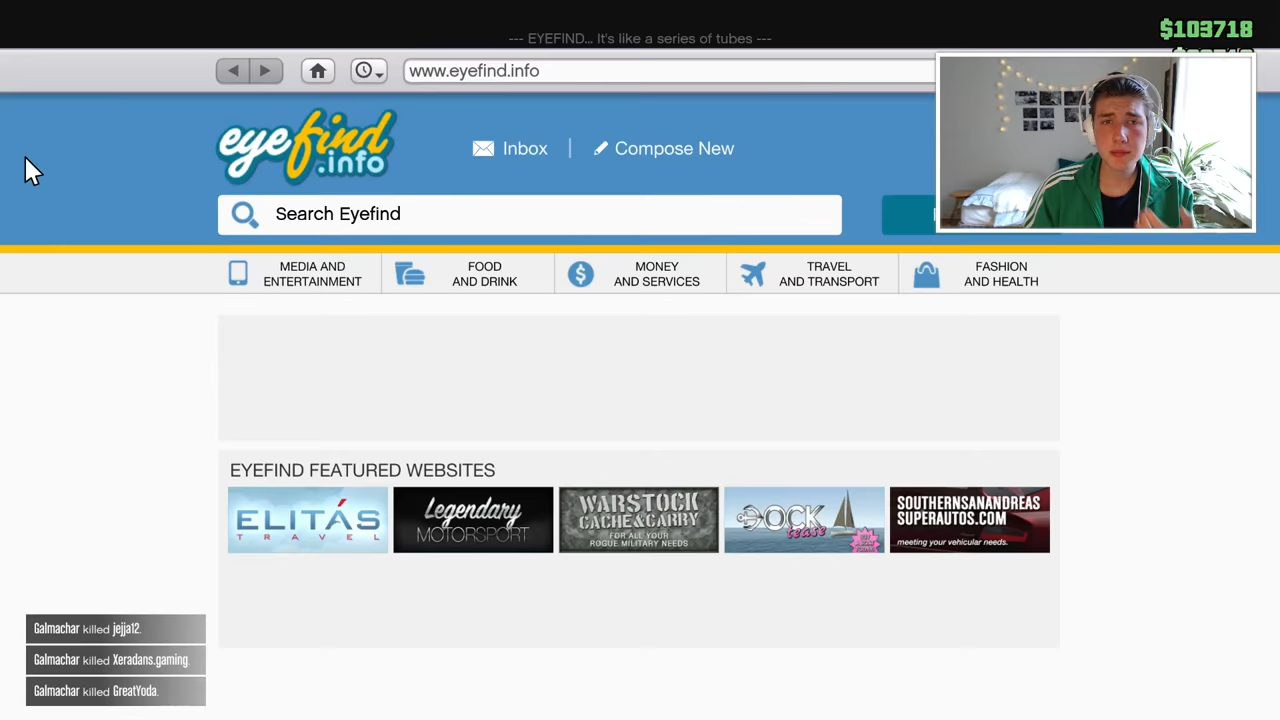 --- EYEFIND... It's like a series of tubes ---
$103718
www.eyefind.info
eyefind
.info
Inbox
Compose New
Search Eyefind
MEDIA AND
ENTERTAINMENT
FOOD
AND DRINK
MONEY
AND SERVICES
TRAVEL
AND TRANSPORT
FASHION
AND HEALTH
EYEFIND FEATURED WEBSITES
ELITÁS
TRAVEL
Legendary
MOTORSPORT
WARSTOCK
CACHE&CARRY
FOR ALL YOUR
ROGUE MILITARY NEEDS
DOCK
tease
SOUTHERNSANANDREAS
SUPERAUTOS.COM
meeting your vehicular needs.
Galmachar killed jejja12.
Galmachar killed Xeradans.gaming.
Galmachar killed GreatYoda.